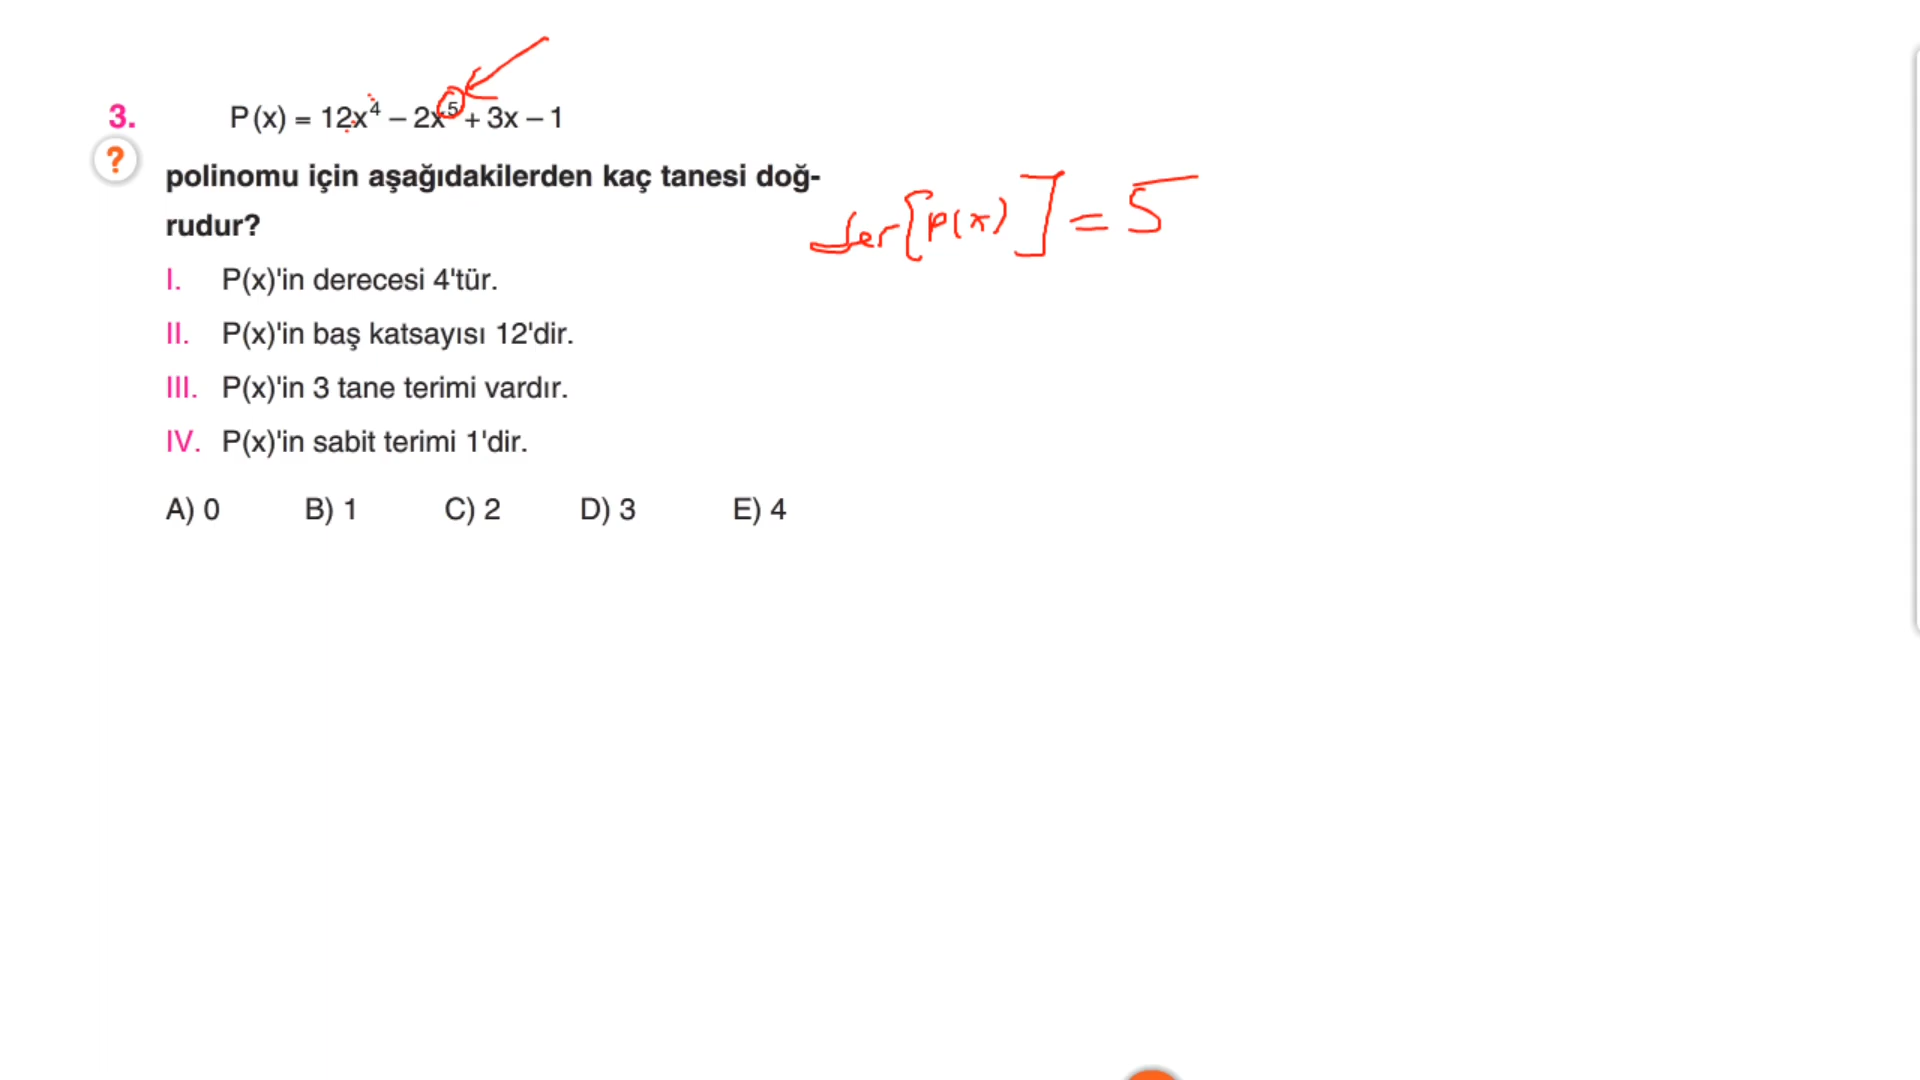 3. P(x) = 12x⁴ – 2x⁵ + 3x – 1
?
polinomu için aşağıdakilerden kaç tanesi doğ-
rudur?
der[P(x)] = 5
I. P(x)'in derecesi 4'tür.
II. P(x)'in baş katsayısı 12'dir.
III. P(x)'in 3 tane terimi vardır.
IV. P(x)'in sabit terimi 1'dir.
A) 0 B) 1 C) 2 D) 3 E) 4